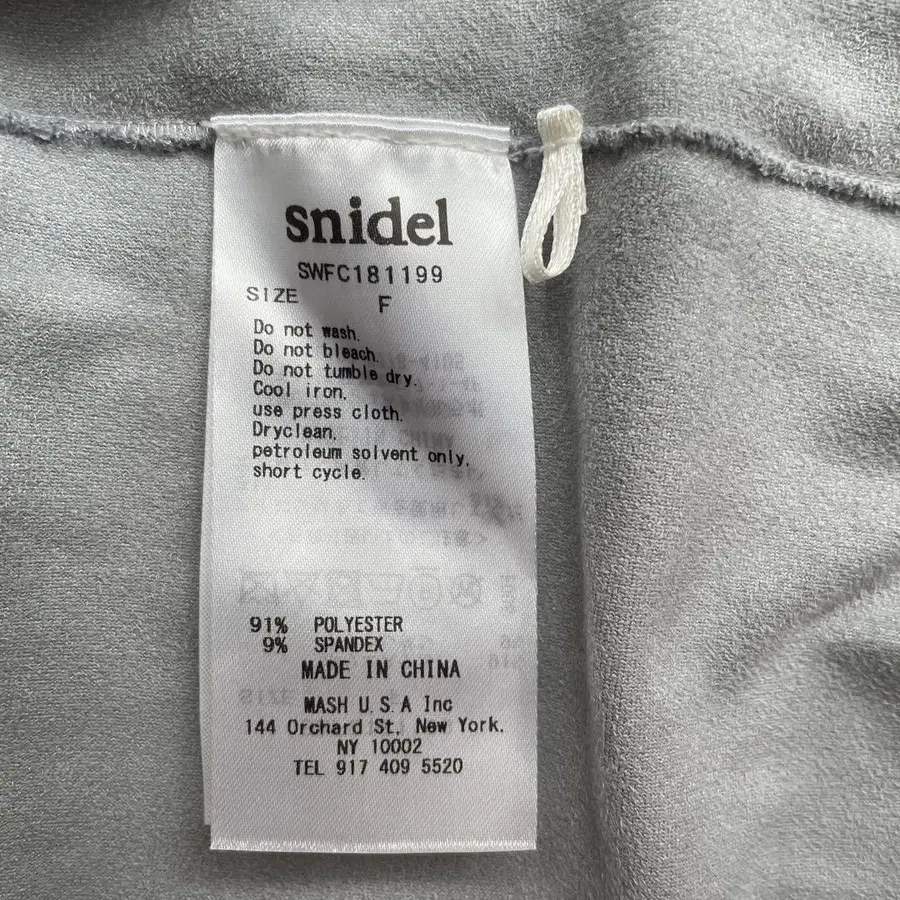 snidel
SWFC181199
SIZE F
Do not wash.
Do not bleach.
Do not tumble dry.
Cool iron,
use press cloth.
Dryclean,
petroleum solvent only,
short cycle.
91% POLYESTER
9% SPANDEX
MADE IN CHINA
MASH U.S.A Inc
144 Orchard St, New York,
NY 10002
TEL 917 409 5520